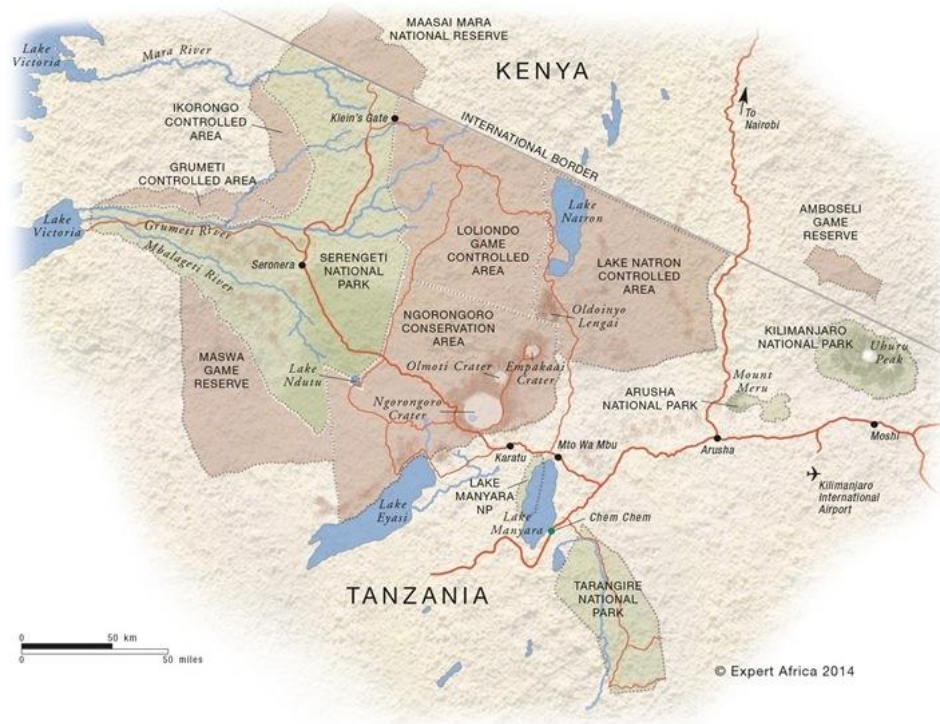 MAASAI MARA
NATIONAL RESERVE
Lake
Victoria
Mara River
KENYA
IKORONGO
CONTROLLED
AREA
Klein's Gate
To
Nairobi
INTERNATIONAL BORDER
GRUMETI
CONTROLLED AREA
Lake
Victoria
Grumeti River
Lake
Natron
AMBOSELI
GAME
RESERVE
LOLIONDO
GAME
CONTROLLED
AREA
Mbalageti River
Seronera
SERENGETI
NATIONAL
PARK
LAKE NATRON
CONTROLLED
AREA
NGORONGORO
CONSERVATION
AREA
Oldoinyo
Lengai
KILIMANJARO
NATIONAL PARK
Uhuru
Peak
MASWA
GAME
RESERVE
Lake
Ndutu
Olmoti Crater
Empakaai
Crater
Mount
Meru
ARUSHA
NATIONAL PARK
Ngorongoro
Crater
Karatu
Mto Wa Mbu
Arusha
Moshi
LAKE
MANYARA
NP
Kilimanjaro
International
Airport
Lake
Eyasi
Lake
Manyara
Chem Chem
TANZANIA
TARANGIRE
NATIONAL
PARK
0 50 km
0 50 miles
© Expert Africa 2014